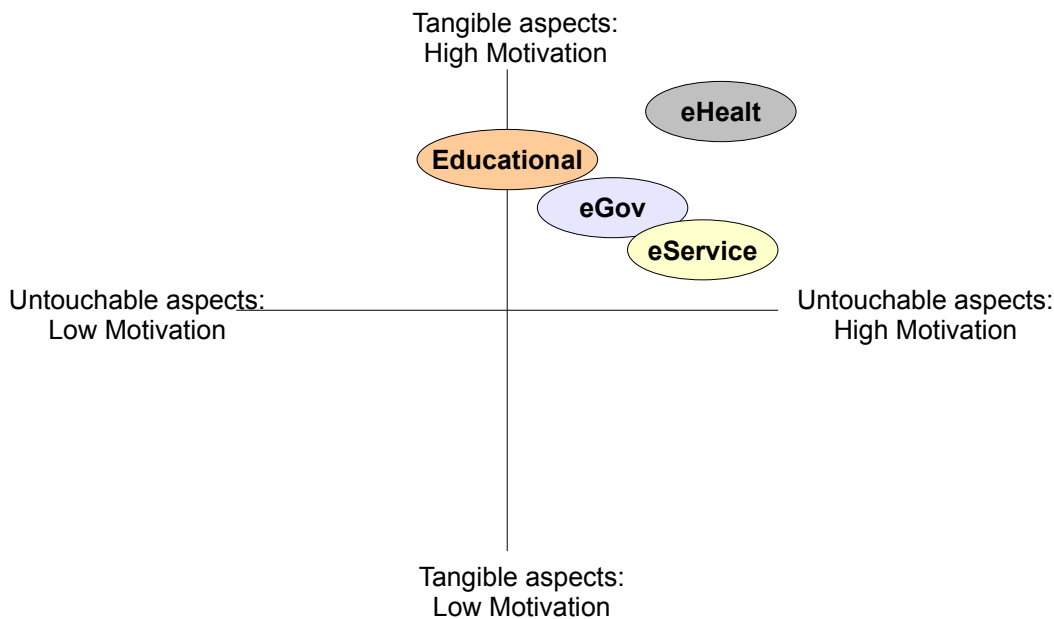 Tangible aspects:
High Motivation
eHealt
Educational
eGov
eService
Untouchable aspects:
Low Motivation
Untouchable aspects:
High Motivation
Tangible aspects:
Low Motivation